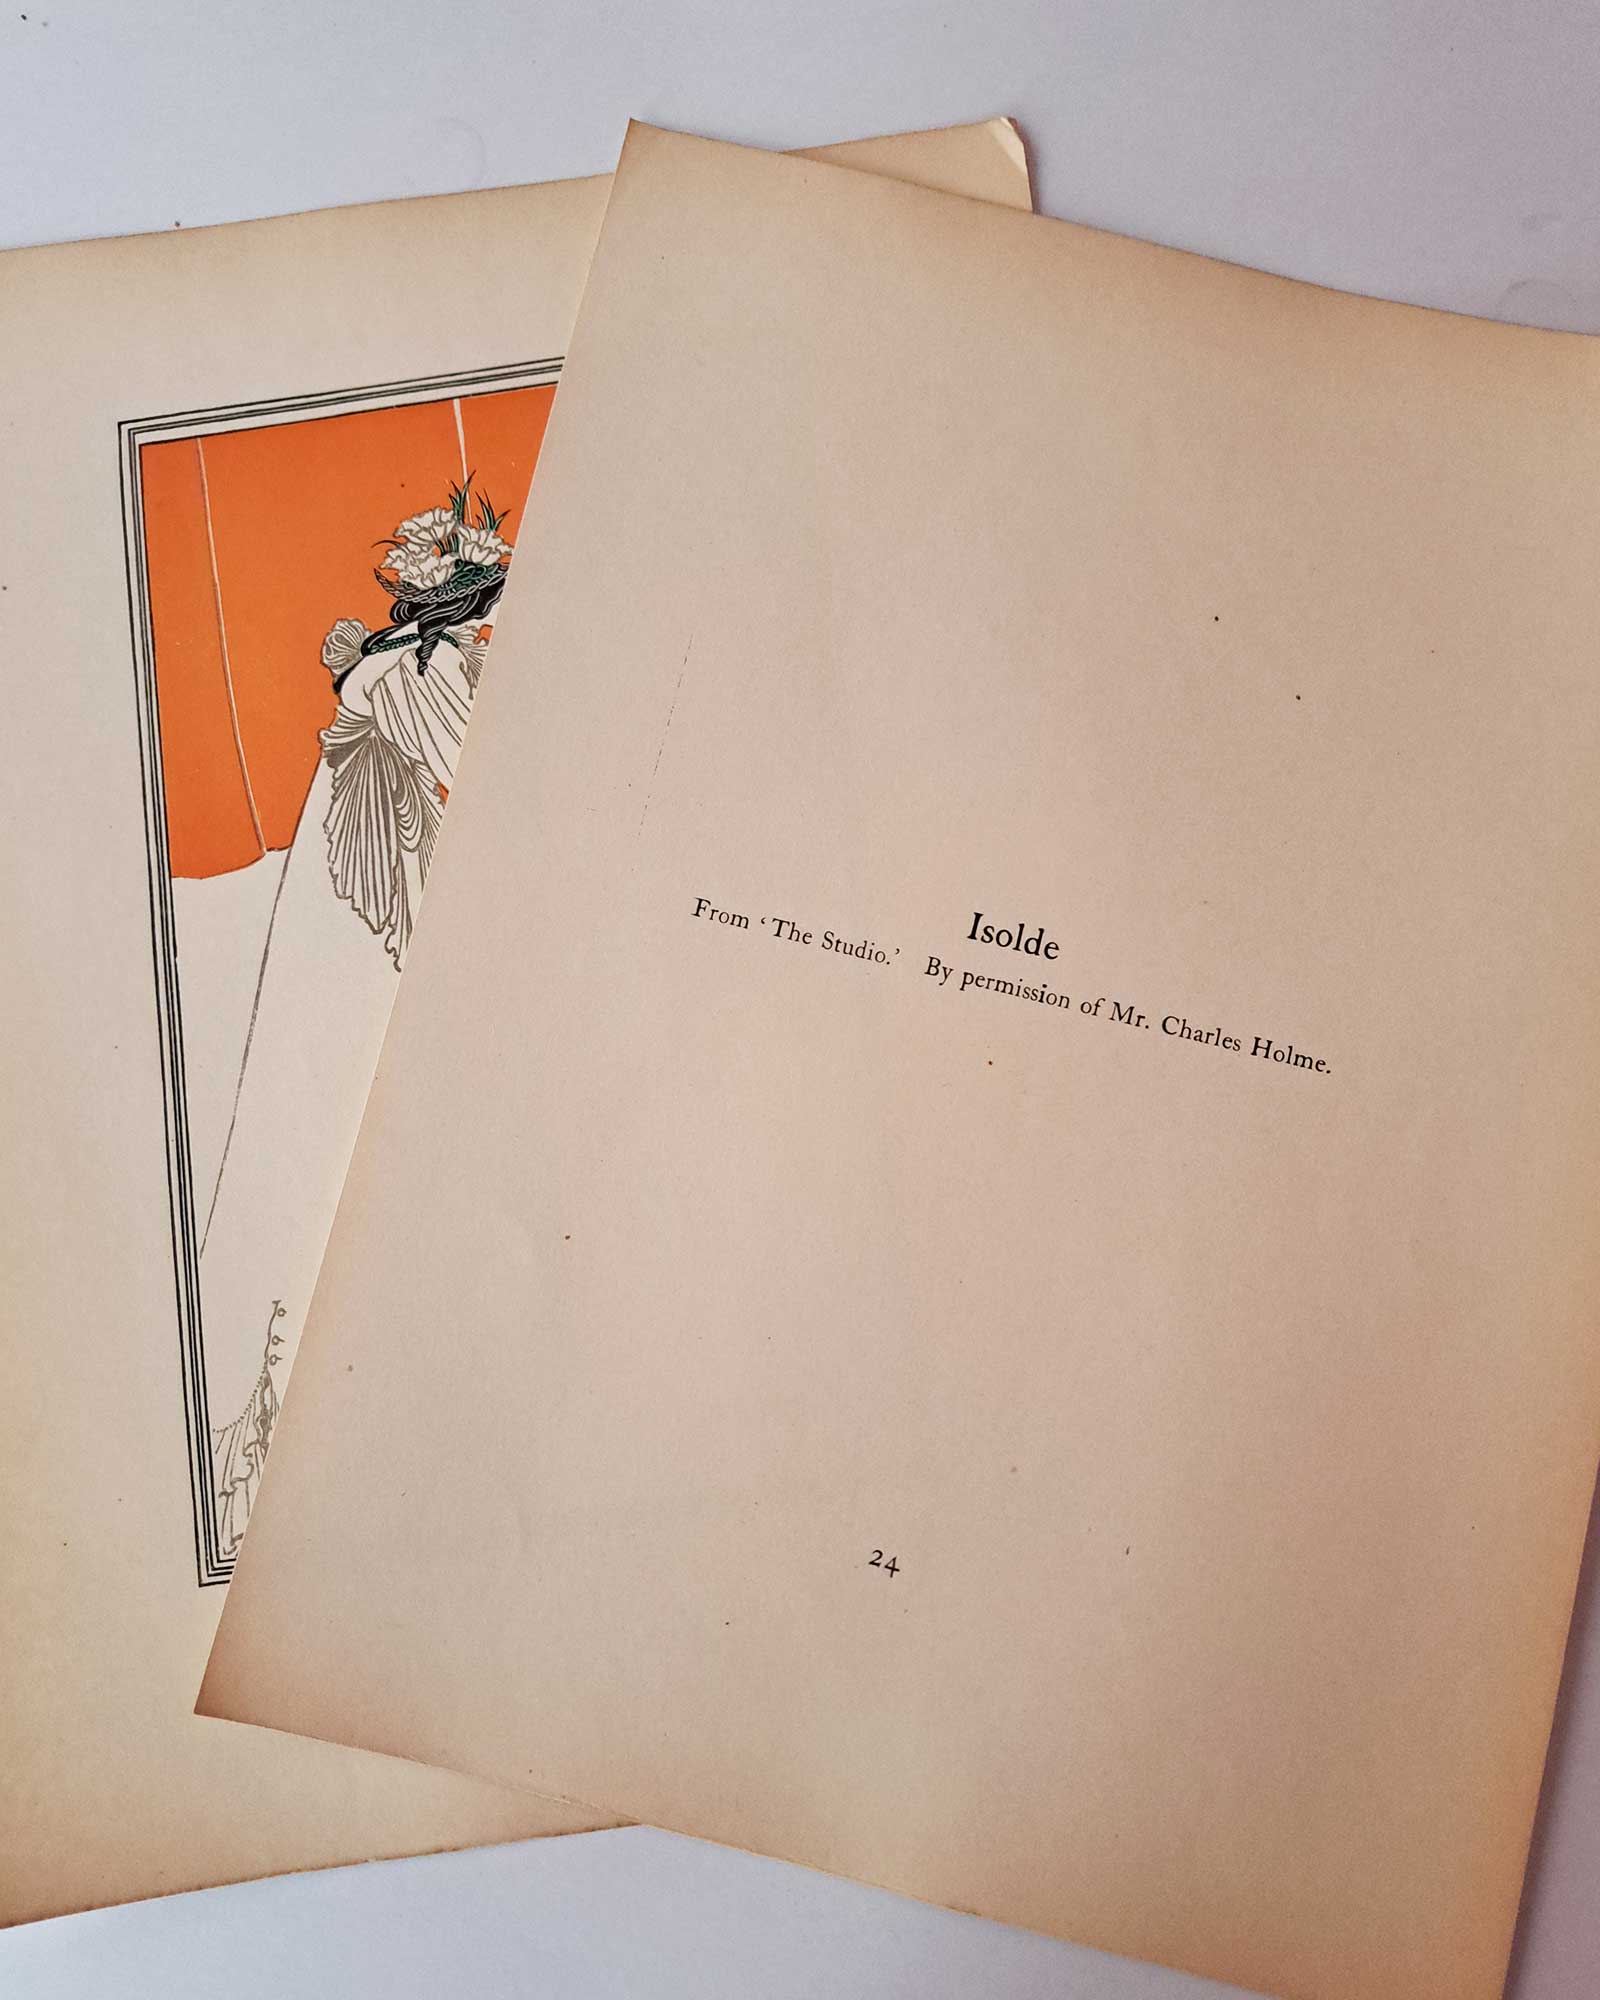 Isolde
From ‘The Studio.’ By permission of Mr. Charles Holme.
24